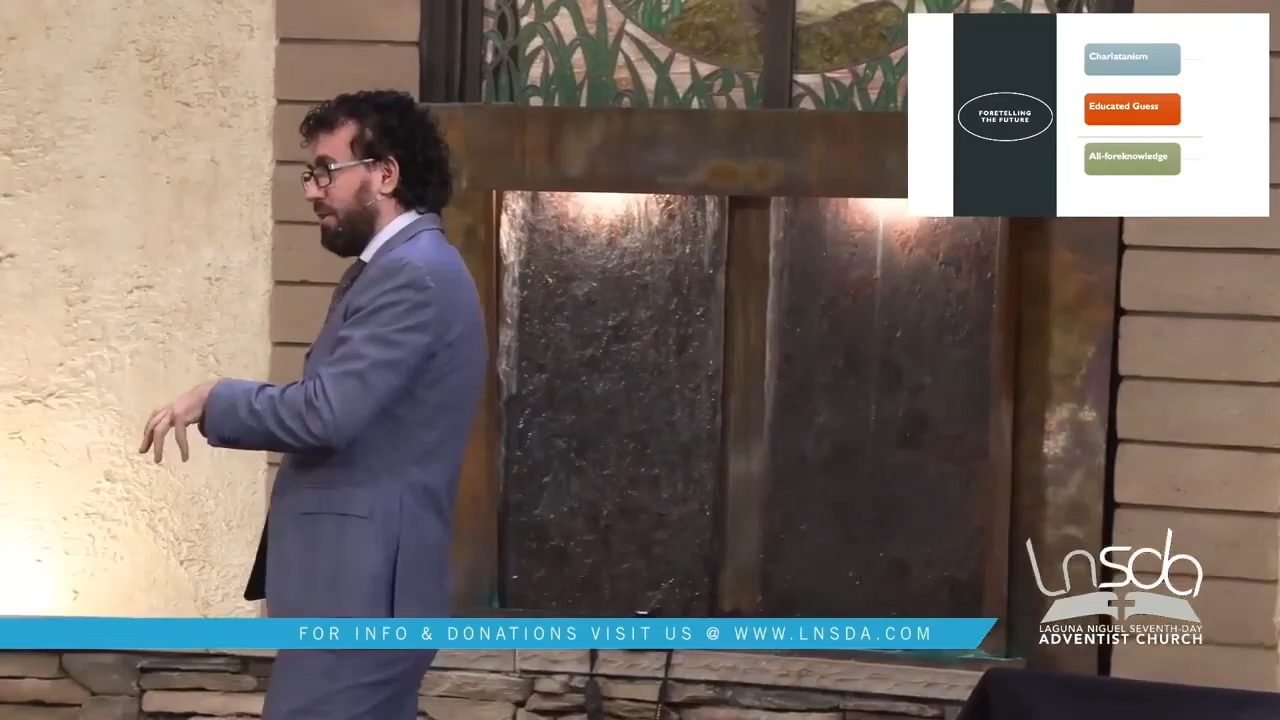 Charlatanism
FORETELLING
THE FUTURE
Educated Guess
All-foreknowledge
lnsda
LAGUNA NIGUEL SEVENTH-DAY
ADVENTIST CHURCH
FOR INFO & DONATIONS VISIT US @ WWW.LNSDA.COM